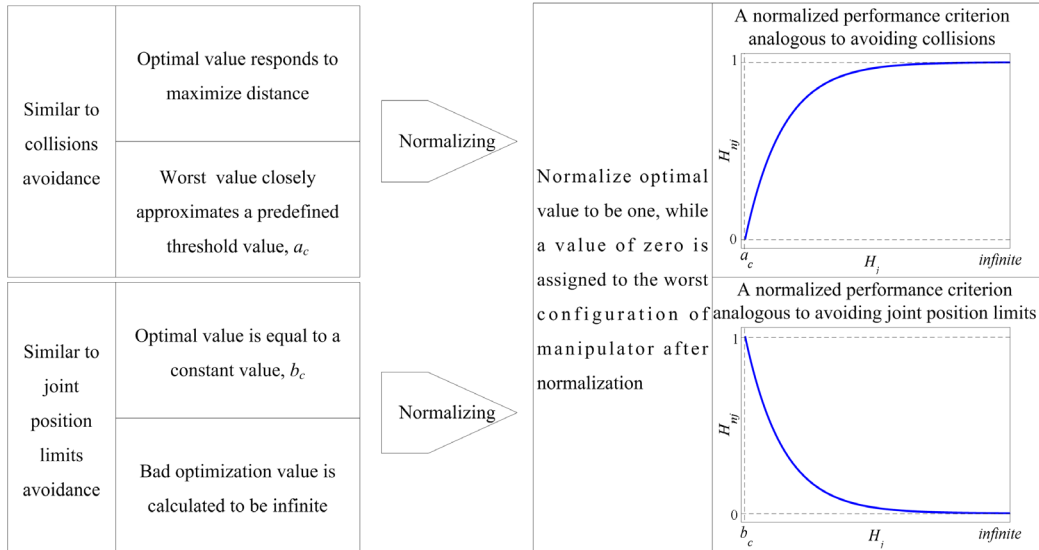 Similar to
collisions
avoidance
Optimal value responds to
maximize distance
Worst value closely
approximates a predefined
threshold value, a_c
Normalizing
Similar to
joint
position
limits
avoidance
Optimal value is equal to a
constant value, b_c
Bad optimization value is
calculated to be infinite
Normalizing
Normalize optimal
value to be one, while
a value of zero is
assigned to the worst
configuration of
manipulator after
normalization
A normalized performance criterion
analogous to avoiding collisions
1
H_nj
0
a_c
H_j
infinite
A normalized performance criterion
analogous to avoiding joint position limits
1
H_nj
0
b_c
H_j
infinite